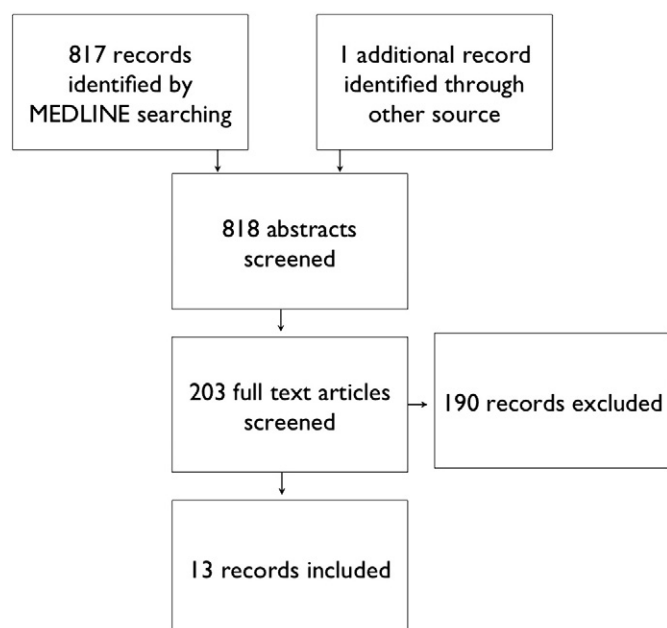 817 records
identified by
MEDLINE searching
1 additional record
identified through
other source
818 abstracts
screened
203 full text articles
screened
190 records excluded
13 records included